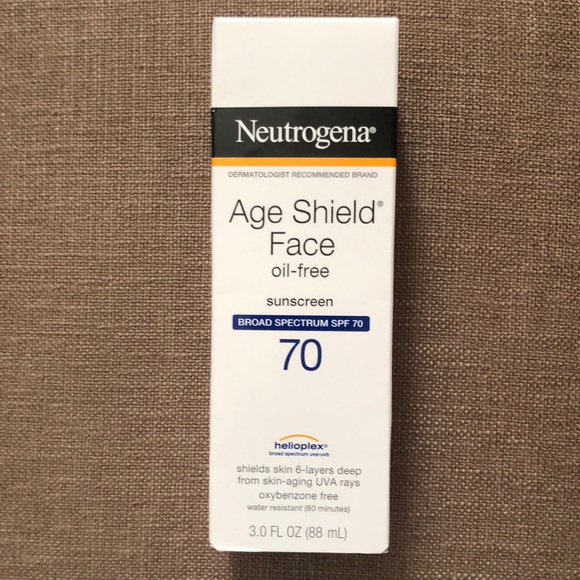 Neutrogena®
DERMATOLOGIST RECOMMENDED BRAND
Age Shield®
Face
oil-free
sunscreen
BROAD SPECTRUM SPF 70
70
helioplex®
broad spectrum uva-uvb
shields skin 6-layers deep
from skin-aging UVA rays
oxybenzone free
water resistant (80 minutes)
3.0 FL OZ (88 mL)